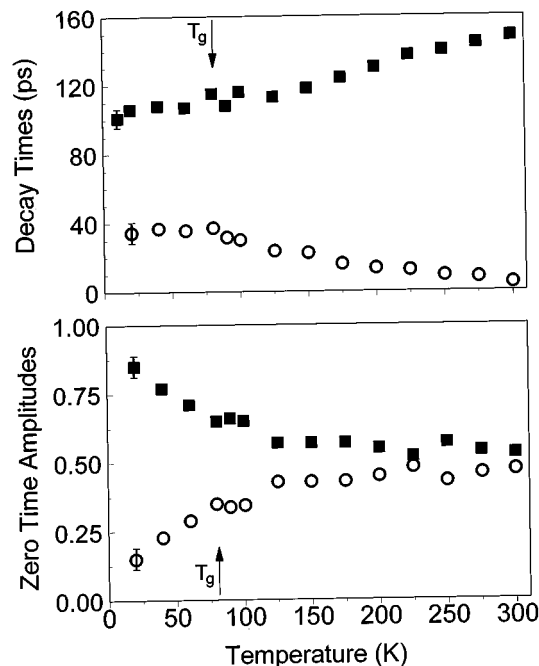 160
120
80
40
0
Decay Times (ps)
Tg
1.00
0.75
0.50
0.25
0.00
Zero Time Amplitudes
Tg
0 50 100 150 200 250 300
Temperature (K)